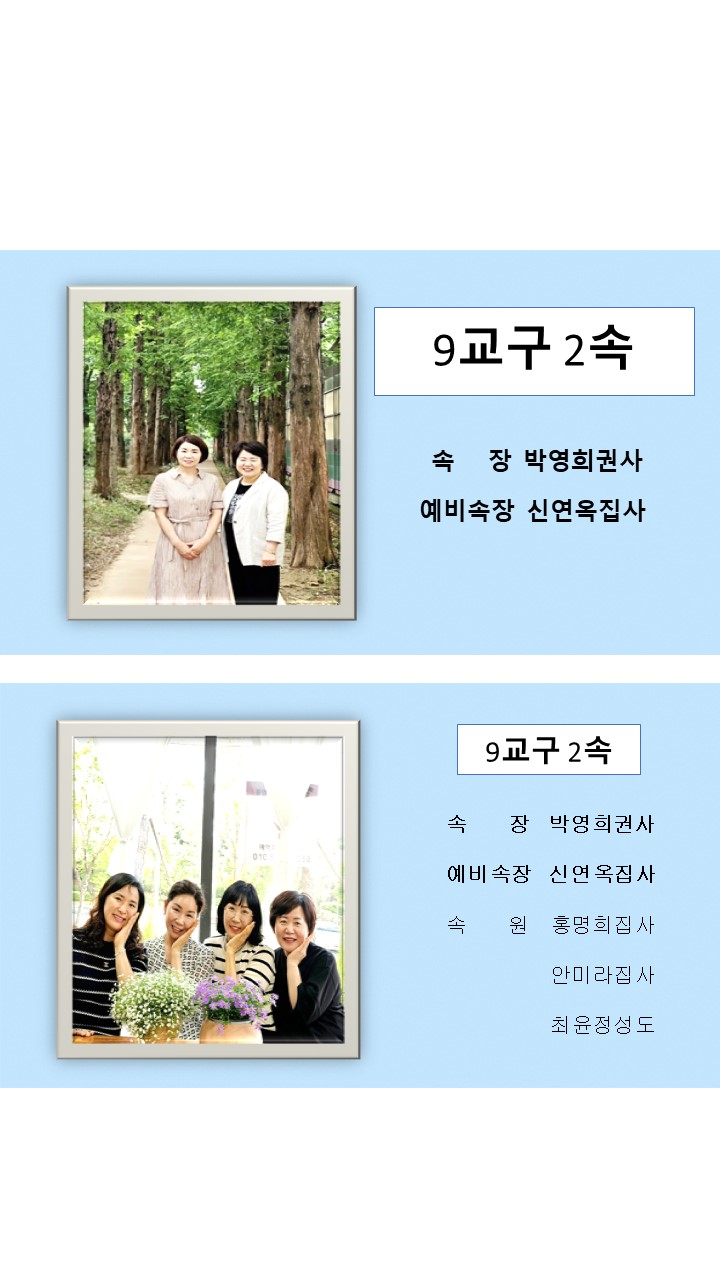 9교구 2속
속 장 박영희권사
예비속장 신연옥집사
9교구 2속
속 장 박영희권사
예비속장 신연옥집사
속 원 홍명희집사
안미라집사
최윤정성도